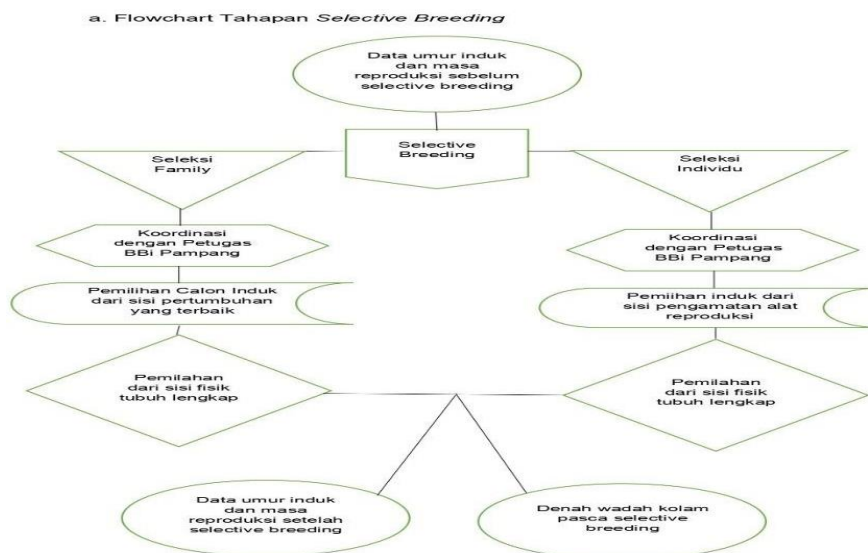 a. Flowchart Tahapan Selective Breeding
Data umur induk
dan masa
reproduksi sebelum
selective breeding
Selective
Breeding
Seleksi
Family
Seleksi
Individu
Koordinasi
dengan Petugas
BBi Pampang
Koordinasi
dengan Petugas
BBi Pampang
Pemilihan Calon Induk
dari sisi pertumbuhan
yang terbaik
Pemiihan induk dari
sisi pengamatan alat
reproduksi
Pemilahan
dari sisi fisik
tubuh lengkap
Pemilahan
dari sisi fisik
tubuh lengkap
Data umur induk
dan masa
reproduksi setelah
selective breeding
Denah wadah kolam
pasca selective
breeding